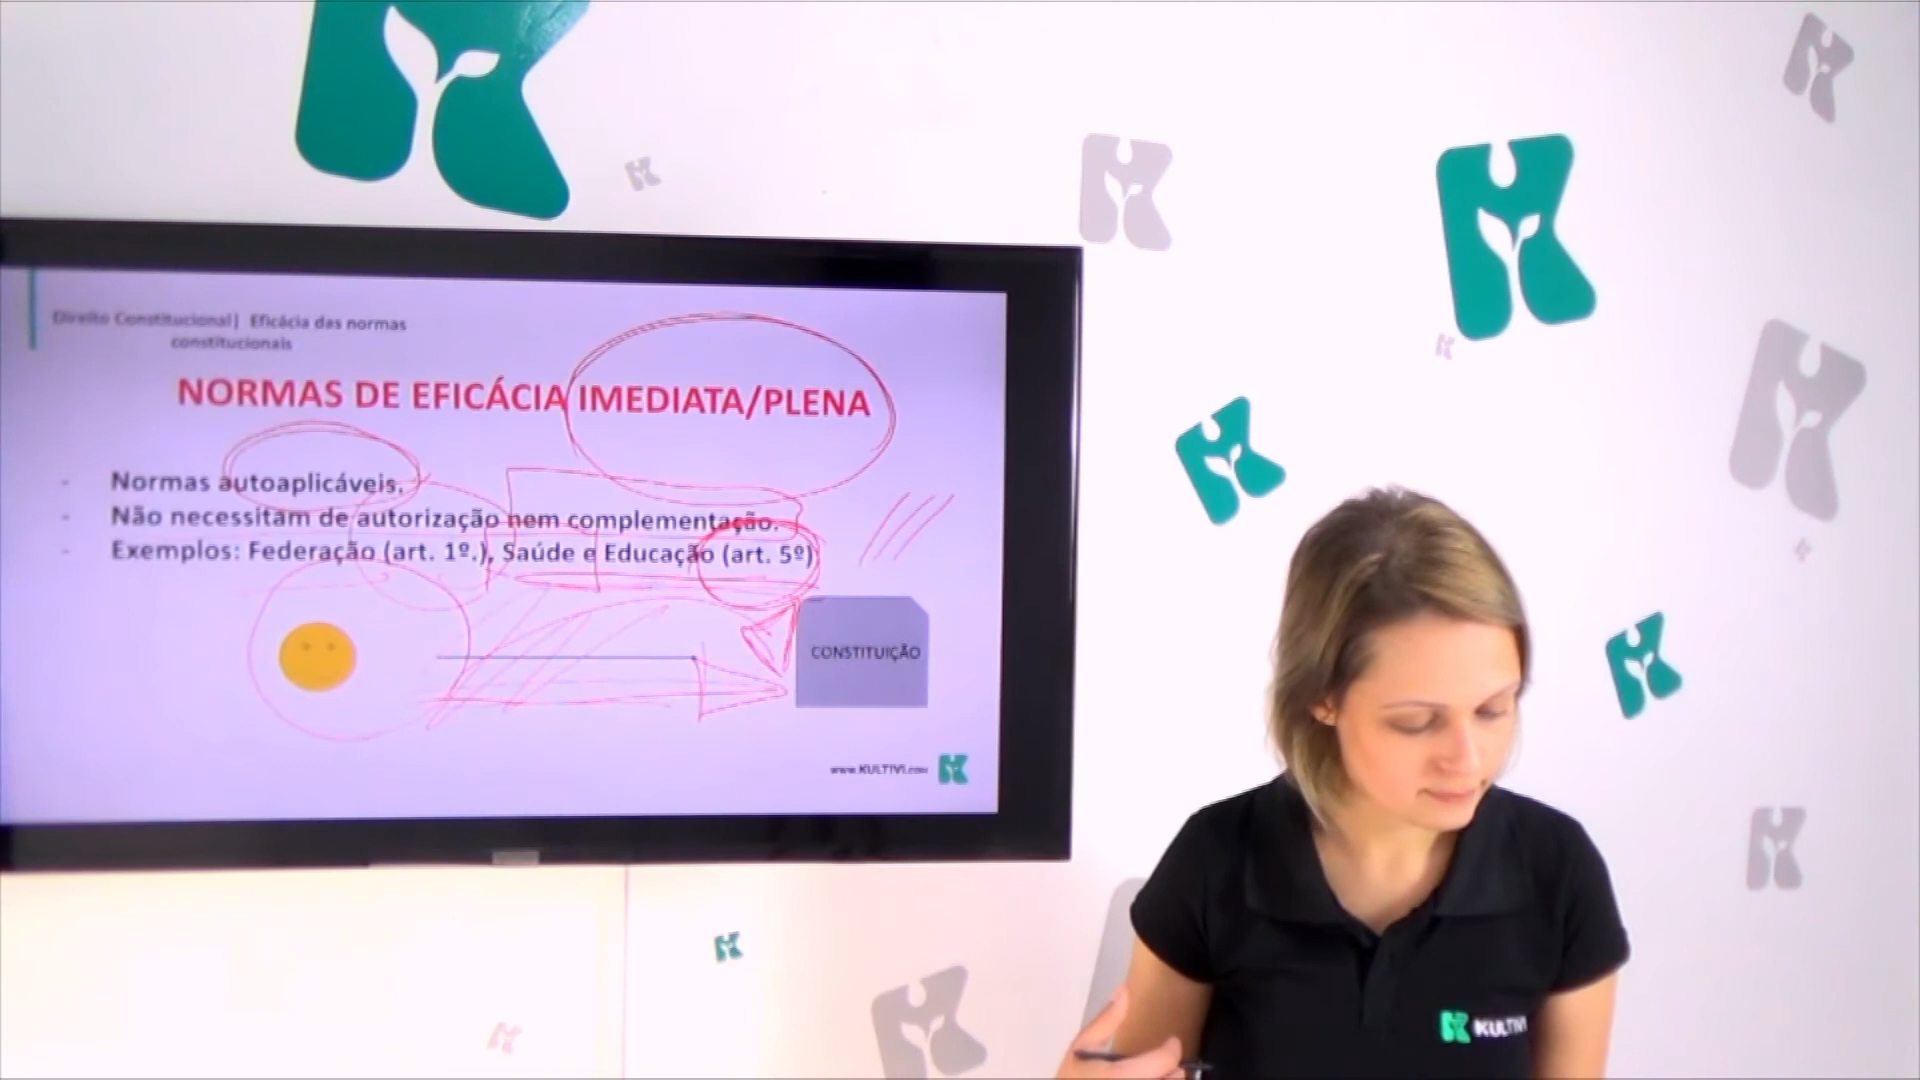 Direito Constitucional| Eficácia das normas
constitucionais
NORMAS DE EFICÁCIA IMEDIATA/PLENA
- Normas autoaplicáveis.
- Não necessitam de autorização nem complementação.
- Exemplos: Federação (art. 1º.), Saúde e Educação (art. 5º)
CONSTITUIÇÃO
www.KULTIVI.com
KULTIVI